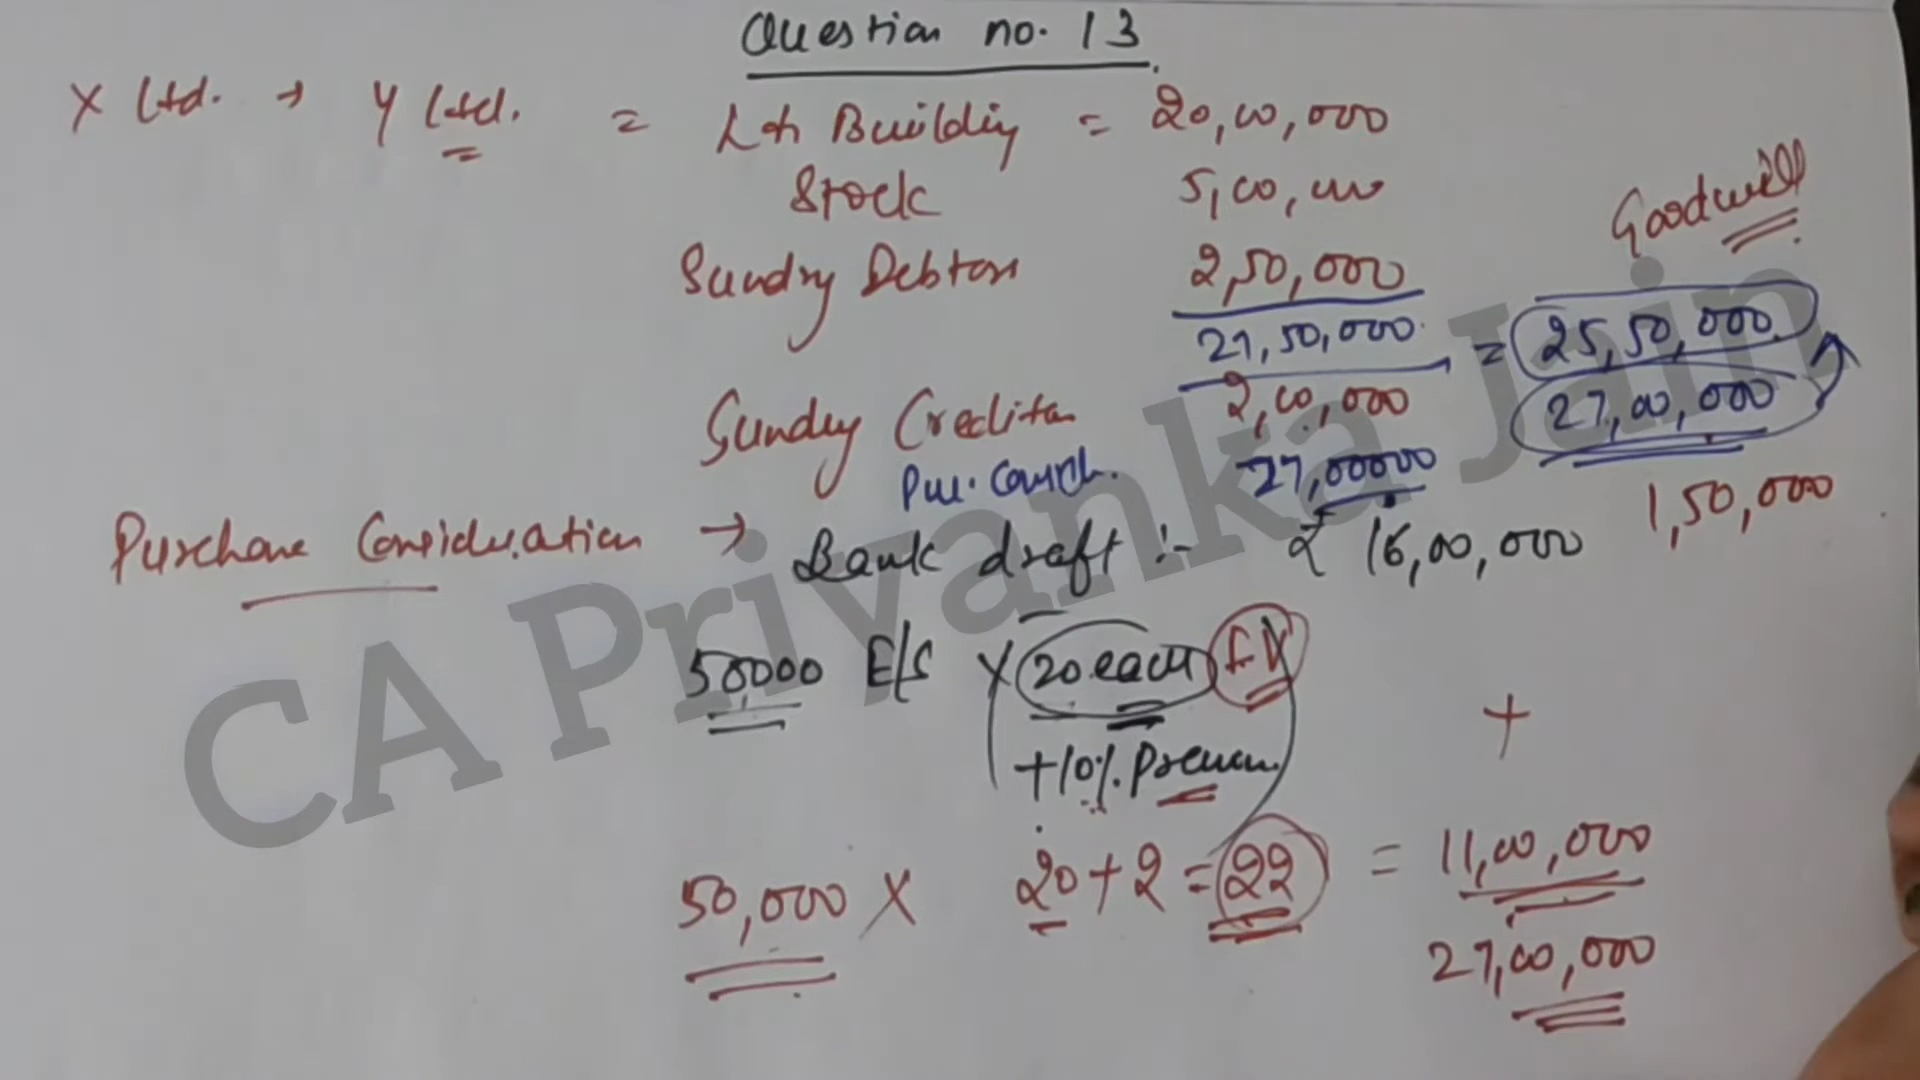 Question no. 13
X Ltd. → Y Ltd. = Building = 20,00,000
Stock 5,00,000
Goodwill
Sundry Debtors 2,50,000
27,50,000 = 25,50,000
Sundry Creditors 2,00,000 27,00,000
Pur. Consid. 27,00000
1,50,000
Purchase Consideration → Bank draft :- ₹ 16,00,000
50000 E/S X 20 each FV
+
+10% Premium
50,000 X 20 + 2 = 22 = 11,00,000
27,00,000
CA Priyanka Jain